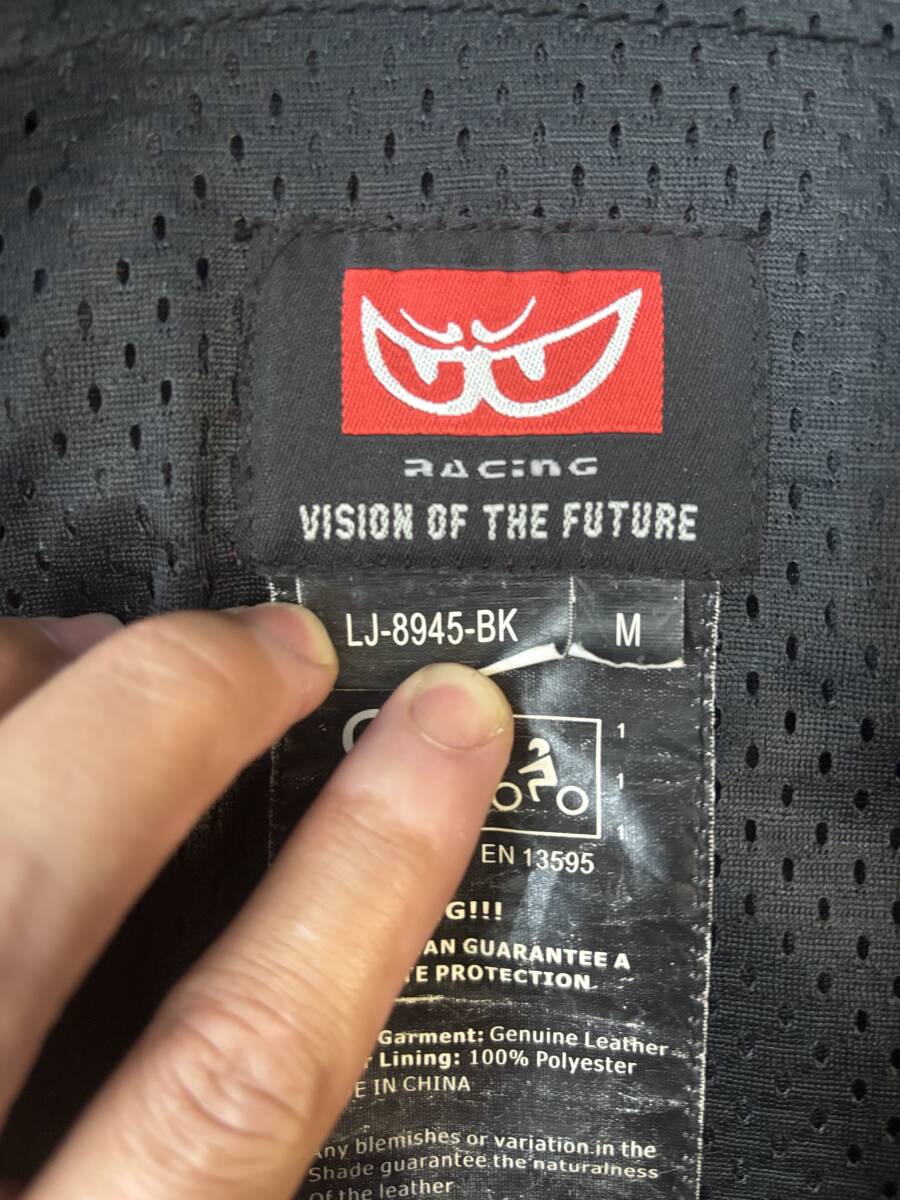 RACING
VISION OF THE FUTURE
LJ-8945-BK M
1
1
1
EN 13595
G!!!
AN GUARANTEE A
TE PROTECTION
Garment: Genuine Leather
r Lining: 100% Polyester
E IN CHINA
ny blemishes or variation in the
Shade guarantee the naturalness
Of the leather